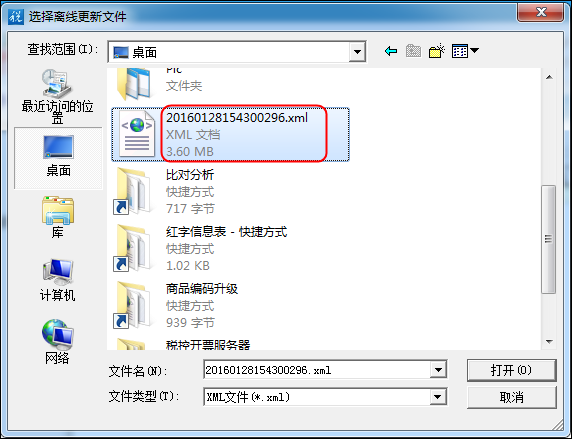 税 选择离线更新文件
查找范围(I):
桌面
最近访问的位
置
桌面
库
计算机
网络
Pic
文件夹
20160128154300296.xml
XML 文档
3.60 MB
比对分析
快捷方式
717 字节
红字信息表 - 快捷方式
快捷方式
1.02 KB
商品编码升级
快捷方式
939 字节
税控开票服务器
文件名(N):
20160128154300296.xml
打开(O)
文件类型(T):
XML文件(*.xml)
取消